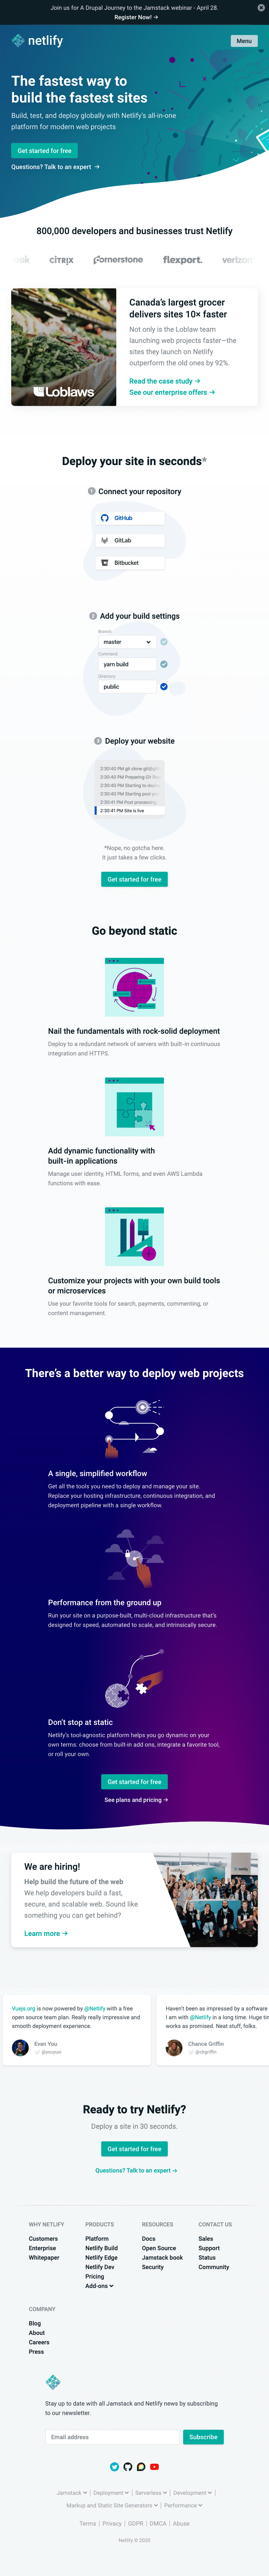 Join us for A Drupal Journey to the Jamstack webinar - April 28.
Register Now! →
netlify
Menu
The fastest way to
build the fastest sites
Build, test, and deploy globally with Netlify's all-in-one
platform for modern web projects
Get started for free
Questions? Talk to an expert →
800,000 developers and businesses trust Netlify
citrix
Fornerstone
flexport.
verizon
Loblaws
Canada's largest grocer
delivers sites 10× faster
Not only is the Loblaw team
launching web projects faster—the
sites they launch on Netlify
outperform the old ones by 92%.
Read the case study →
See our enterprise offers →
Deploy your site in seconds*
1 Connect your repository
GitHub
GitLab
Bitbucket
2 Add your build settings
Branch
master
Command
yarn build
Directory
public
3 Deploy your website
2:30:40 PM git clone git@gith
2:30:40 PM Preparing Git
2:30:40 PM Starting to deploy
2:30:40 PM Starting post
2:30:41 PM Post processing
2:30:41 PM Site is live
*Nope, no gotcha here.
It just takes a few clicks.
Get started for free
Go beyond static
Nail the fundamentals with rock-solid deployment
Deploy to a redundant network of servers with built-in continuous
integration and HTTPS.
Add dynamic functionality with
built-in applications
Manage user identity, HTML forms, and even AWS Lambda
functions with ease.
Customize your projects with your own build tools
or microservices
Use your favorite tools for search, payments, commenting, or
content management.
There's a better way to deploy web projects
A single, simplified workflow
Get all the tools you need to deploy and manage your site.
Replace your hosting infrastructure, continuous integration, and
deployment pipeline with a single workflow.
Performance from the ground up
Run your site on a purpose-built, multi-cloud infrastructure that's
designed for speed, automated to scale, and intrinsically secure.
Don't stop at static
Netlify's tool-agnostic platform helps you go dynamic on your
own terms: choose from built-in add ons, integrate a favorite tool,
or roll your own.
Get started for free
See plans and pricing →
We are hiring!
Help build the future of the web
We help developers build a fast,
secure, and scalable web. Sound like
something you can get behind?
Learn more →
Vuejs.org is now powered by @Netlify with a free
open source team plan. Really really impressive and
smooth deployment experience.
Evan You
@youyuxi
Haven't been as impressed by a software
I am with @Netlify in a long time. Huge
works as promised. Neat stuff, folks.
Chance Griffin
@cbgriffin
Ready to try Netlify?
Deploy a site in 30 seconds.
Get started for free
Questions? Talk to an expert →
WHY NETLIFY
Customers
Enterprise
Whitepaper
PRODUCTS
Platform
Netlify Build
Netlify Edge
Netlify Dev
Pricing
Add-ons
RESOURCES
Docs
Open Source
Jamstack book
Security
CONTACT US
Sales
Support
Status
Community
COMPANY
Blog
About
Careers
Press
Stay up to date with all Jamstack and Netlify news by subscribing
to our newsletter.
Email address
Subscribe
Jamstack | Deployment | Serverless | Development |
Markup and Static Site Generators | Performance
Terms | Privacy | GDPR | DMCA | Abuse
Netlify © 2020